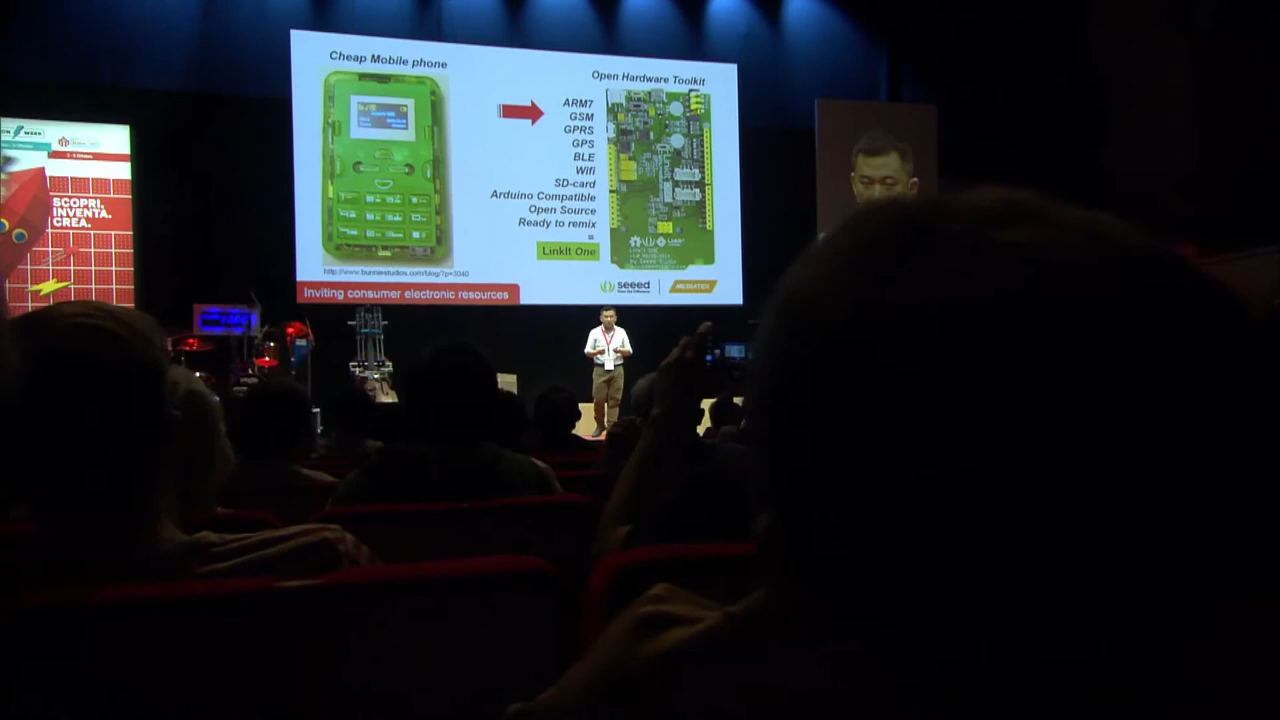 Cheap Mobile phone
Open Hardware Toolkit
ARM7
GSM
GPRS
GPS
BLE
Wifi
SD-card
Arduino Compatible
Open Source
Ready to remix
=
LinkIt One
http://www.bunniestudios.com/blog/?p=3040
Inviting consumer electronic resources
seeed
MEDIATEK
SCOPRI.
INVENTA.
CREA.